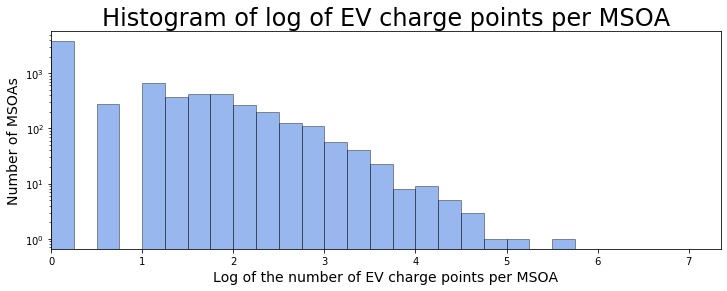 Histogram of log of EV charge points per MSOA
Number of MSOAs
10³
10²
10¹
10⁰
0 1 2 3 4 5 6 7
Log of the number of EV charge points per MSOA